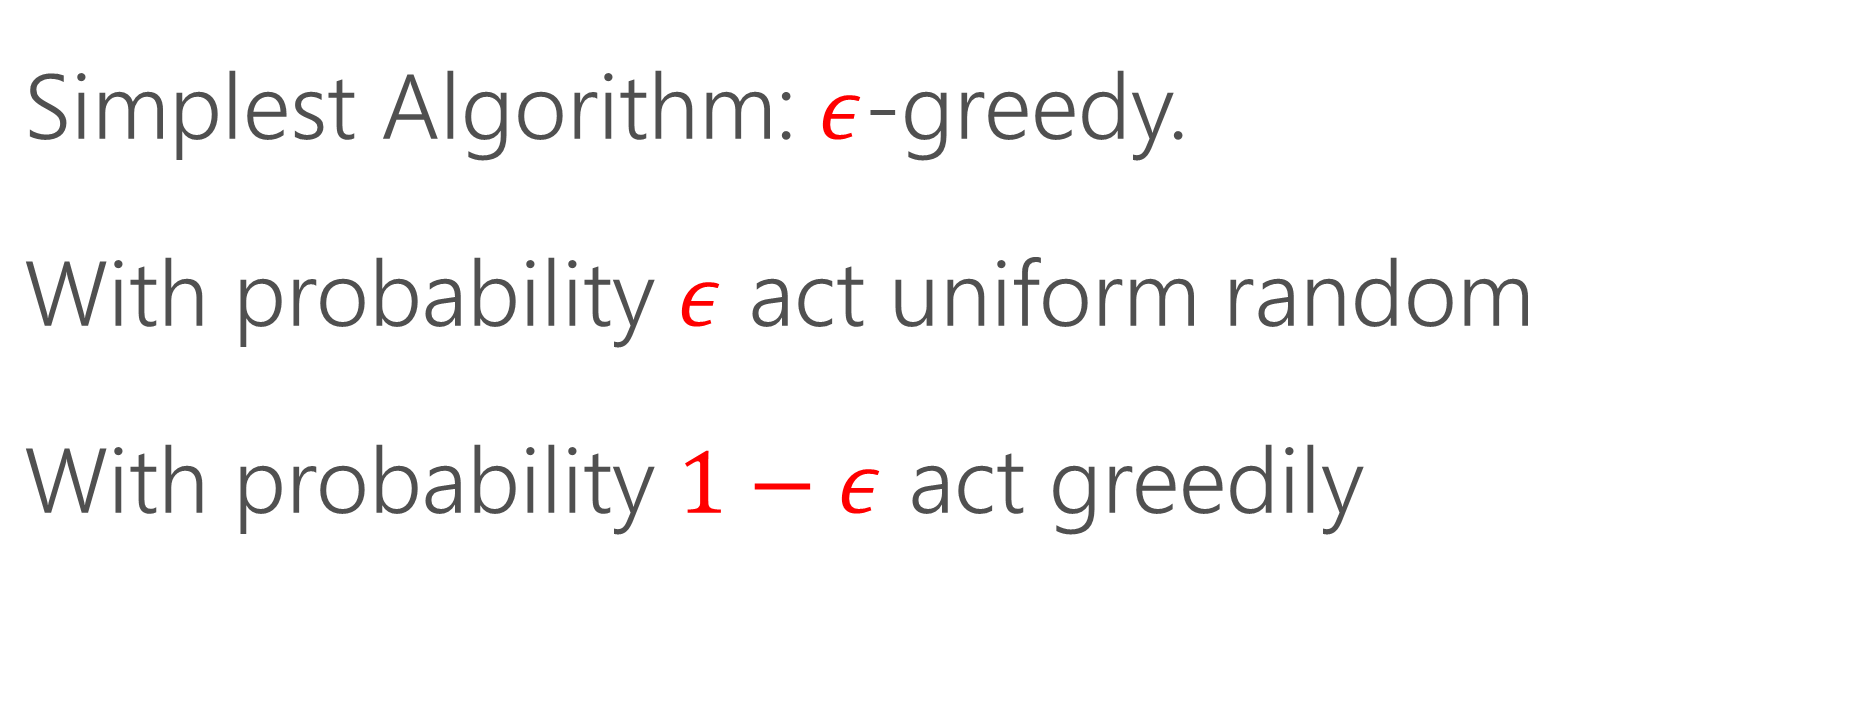 Simplest Algorithm: ϵ-greedy.
With probability ϵ act uniform random
With probability 1 − ϵ act greedily